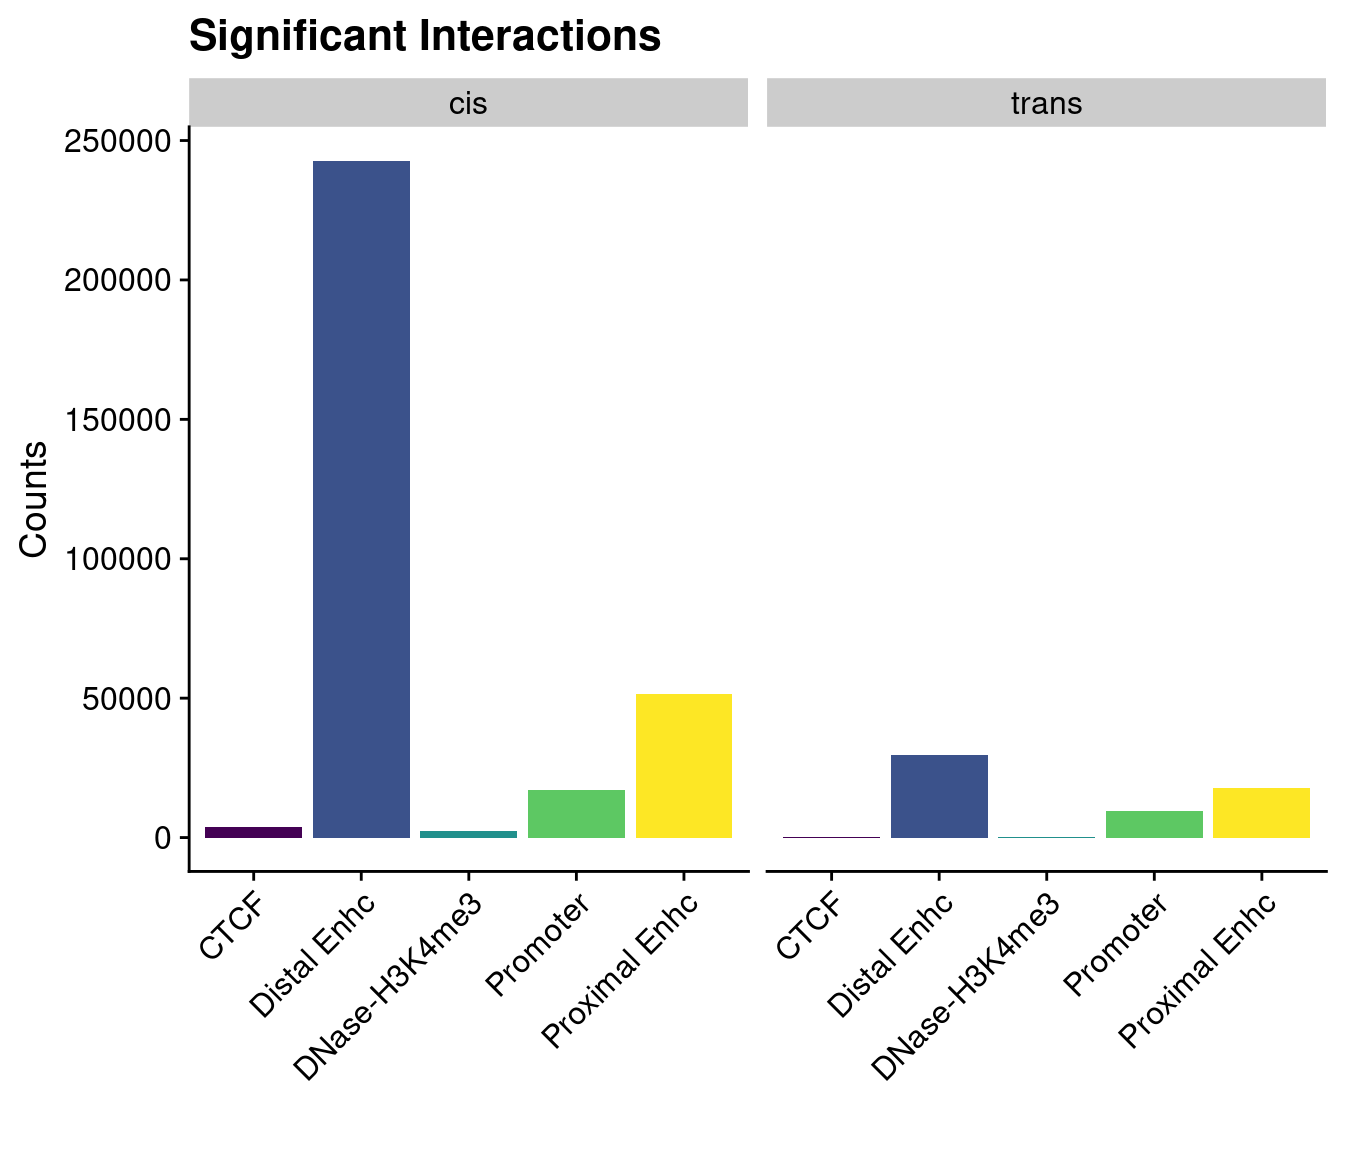 Significant Interactions
cis
trans
Counts
250000
200000
150000
100000
50000
0
CTCF
Distal Enhc
DNase-H3K4me3
Promoter
Proximal Enhc
CTCF
Distal Enhc
DNase-H3K4me3
Promoter
Proximal Enhc